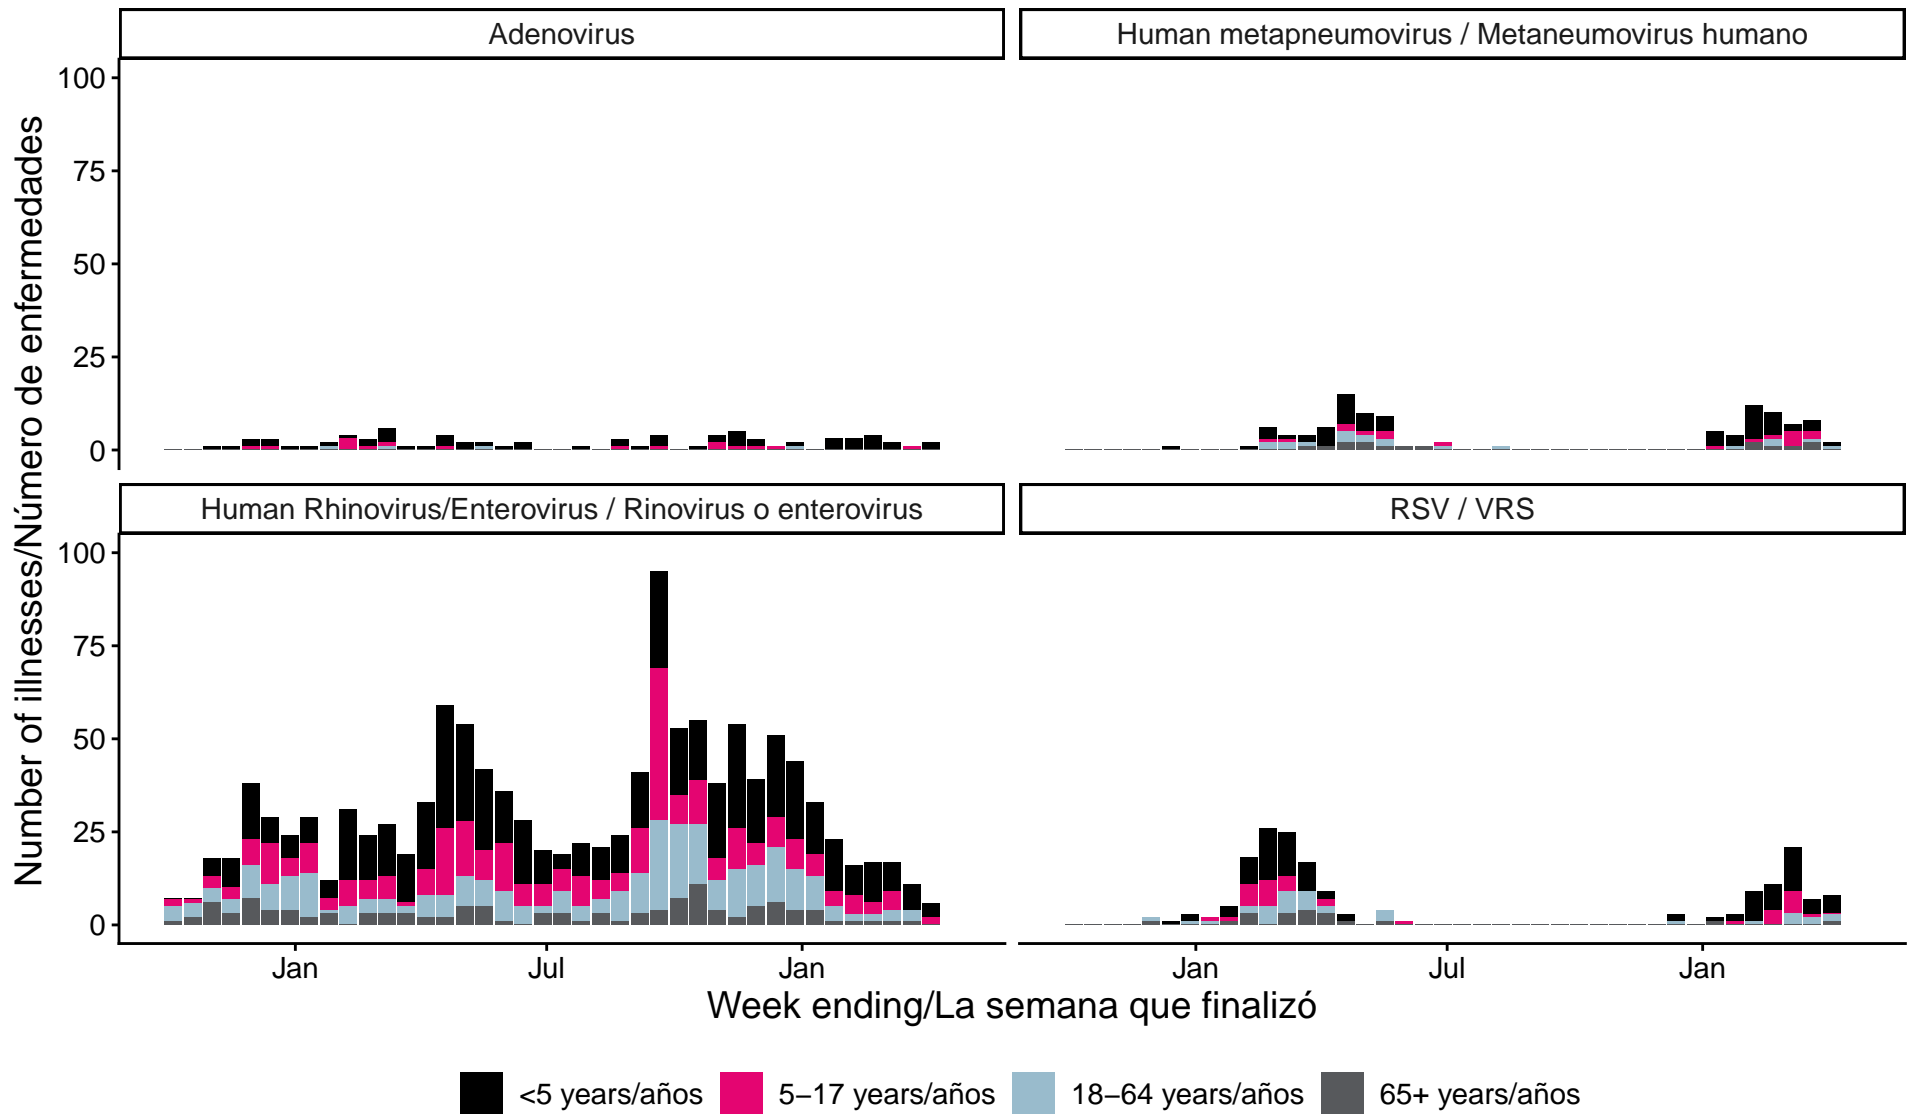 Adenovirus
Human metapneumovirus / Metaneumovirus humano
100
75
50
25
0
Human Rhinovirus/Enterovirus / Rinovirus o enterovirus
RSV / VRS
100
75
50
25
0
Number of illnesses/Número de enfermedades
Jan
Jul
Jan
Jan
Jul
Jan
Week ending/La semana que finalizó
<5 years/años
5–17 years/años
18–64 years/años
65+ years/años